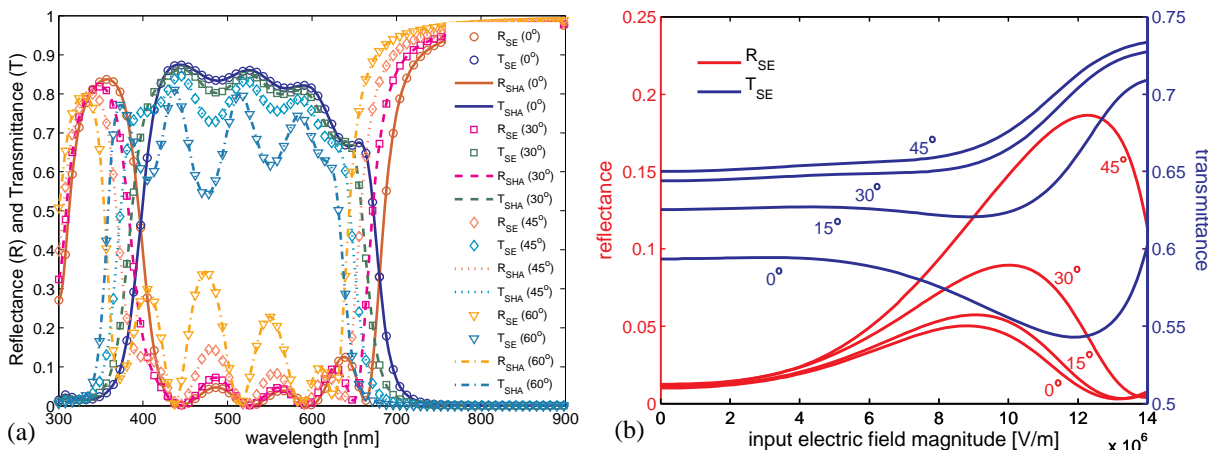 Reflectance (R) and Transmittance (T)
1
0.9
0.8
0.7
0.6
0.5
0.4
0.3
0.2
0.1
0
300
400
500
600
700
800
900
wavelength [nm]
(a)
R_SE (0°)
T_SE (0°)
R_SHA (0°)
T_SHA (0°)
R_SE (30°)
T_SE (30°)
R_SHA (30°)
T_SHA (30°)
R_SE (45°)
T_SE (45°)
R_SHA (45°)
T_SHA (45°)
R_SE (60°)
T_SE (60°)
R_SHA (60°)
T_SHA (60°)
reflectance
0.25
0.2
0.15
0.1
0.05
0
R_SE
T_SE
45°
30°
15°
0°
45°
30°
15°
0°
0.75
0.7
0.65
0.6
0.55
0.5
transmittance
0
2
4
6
8
10
12
14
input electric field magnitude [V/m]
x 10^6
(b)